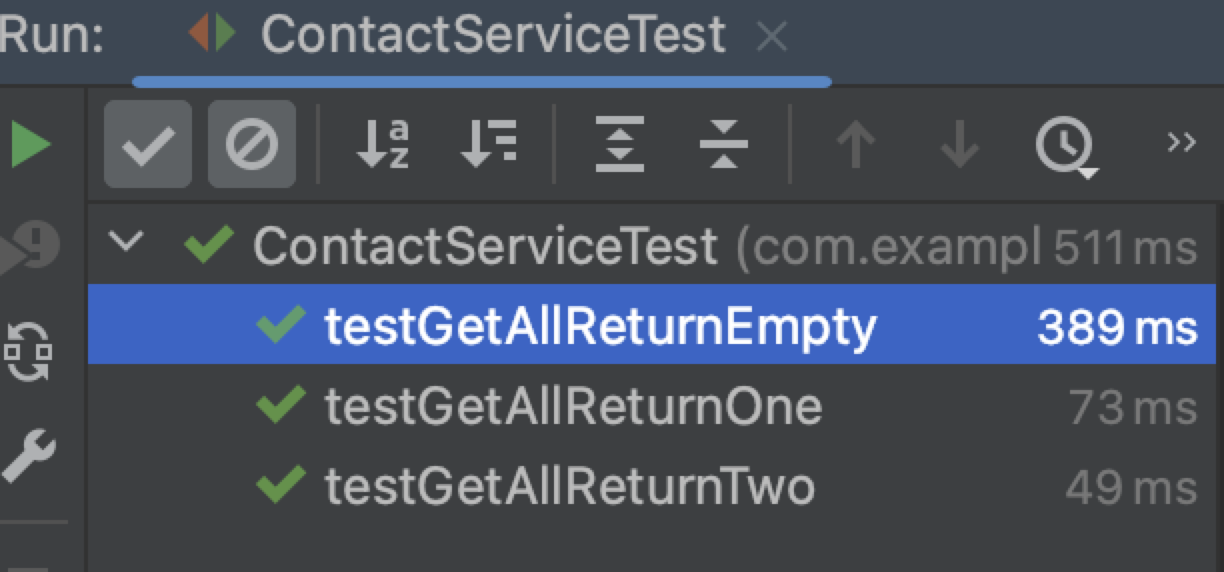 Run: ContactServiceTest
ContactServiceTest (com.exampl 511 ms
testGetAllReturnEmpty 389 ms
testGetAllReturnOne 73 ms
testGetAllReturnTwo 49 ms